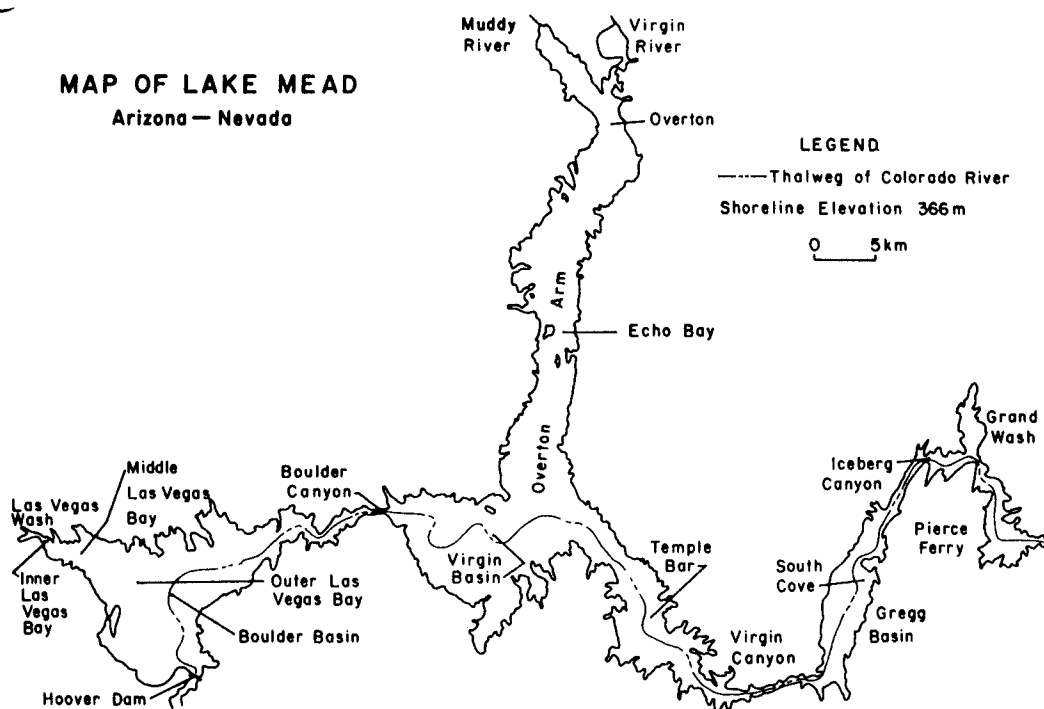 Muddy
River
Virgin
River
MAP OF LAKE MEAD
Arizona — Nevada
Overton
LEGEND
Thalweg of Colorado River
Shoreline Elevation 366m
0 5km
Arm
Echo Bay
Overton
Grand
Wash
Iceberg
Canyon
Pierce
Ferry
Middle
Las Vegas
Bay
Boulder
Canyon
Las Vegas
Wash
Inner
Las
Vegas
Bay
Outer Las
Vegas Bay
Boulder Basin
Hoover Dam
Virgin
Basin
Temple
Bar
South
Cove
Gregg
Basin
Virgin
Canyon